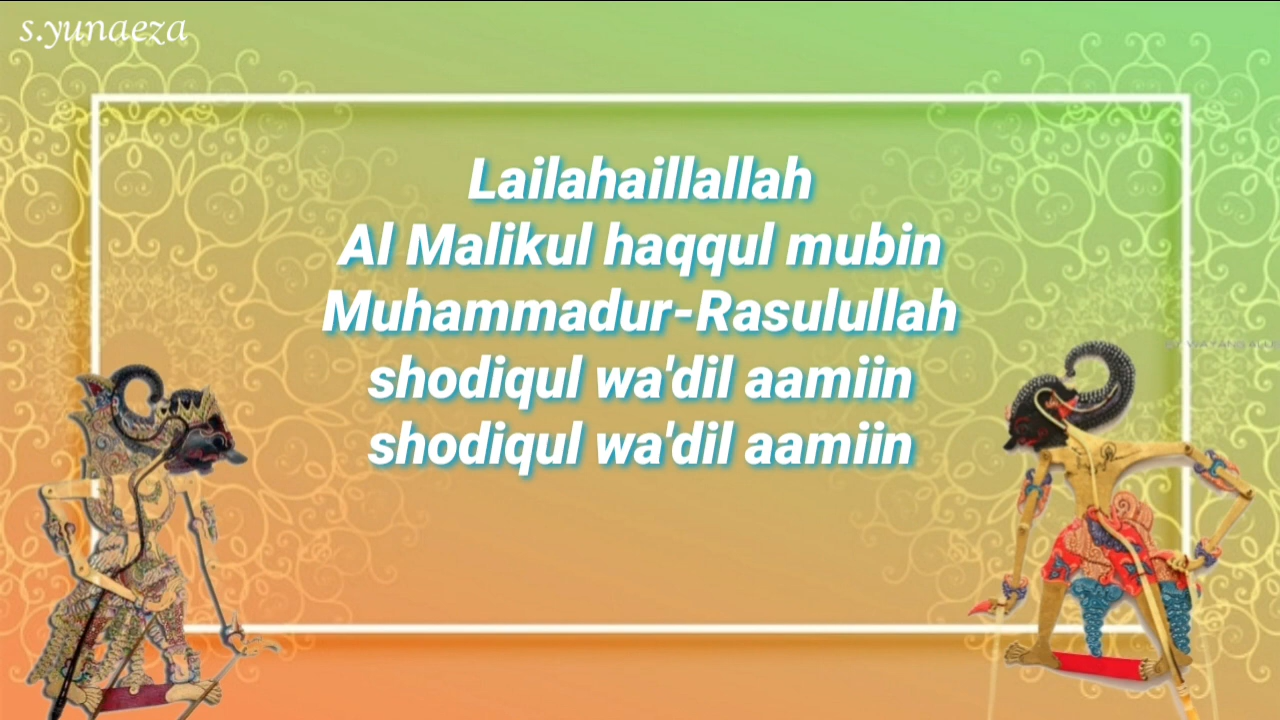 s.yunaeza
Lailahaillallah
Al Malikul haqqul mubin
Muhammadur-Rasulullah
shodiqul wa'dil aamiin
shodiqul wa'dil aamiin